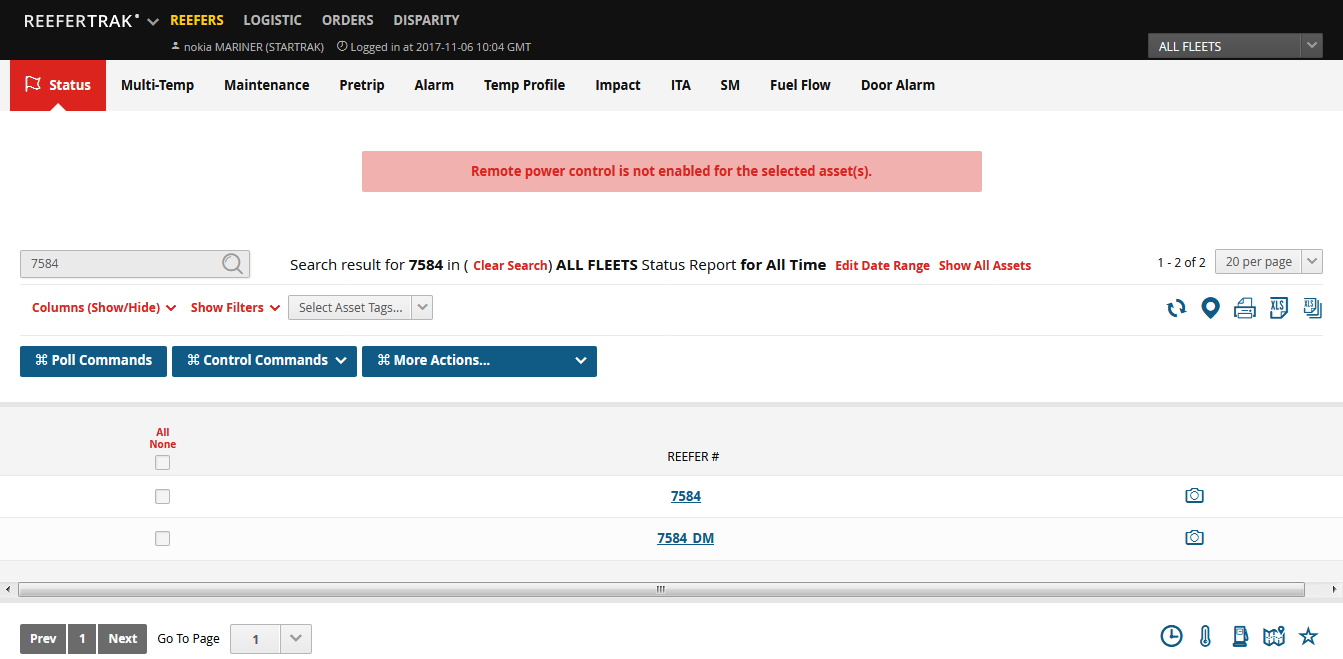 REEFERTRAK REEFERS LOGISTIC ORDERS DISPARITY
nokia MARINER (STARTRAK) Logged in at 2017-11-06 10:04 GMT
ALL FLEETS
Status Multi-Temp Maintenance Pretrip Alarm Temp Profile Impact ITA SM Fuel Flow Door Alarm
Remote power control is not enabled for the selected asset(s).
7584 Search result for 7584 in ( Clear Search) ALL FLEETS Status Report for All Time Edit Date Range Show All Assets 1 - 2 of 2 20 per page
Columns (Show/Hide) Show Filters Select Asset Tags... XLS XLS
⌘ Poll Commands ⌘ Control Commands ⌘ More Actions...
All
None
REEFER #
7584
7584 DM
Prev 1 Next Go To Page 1